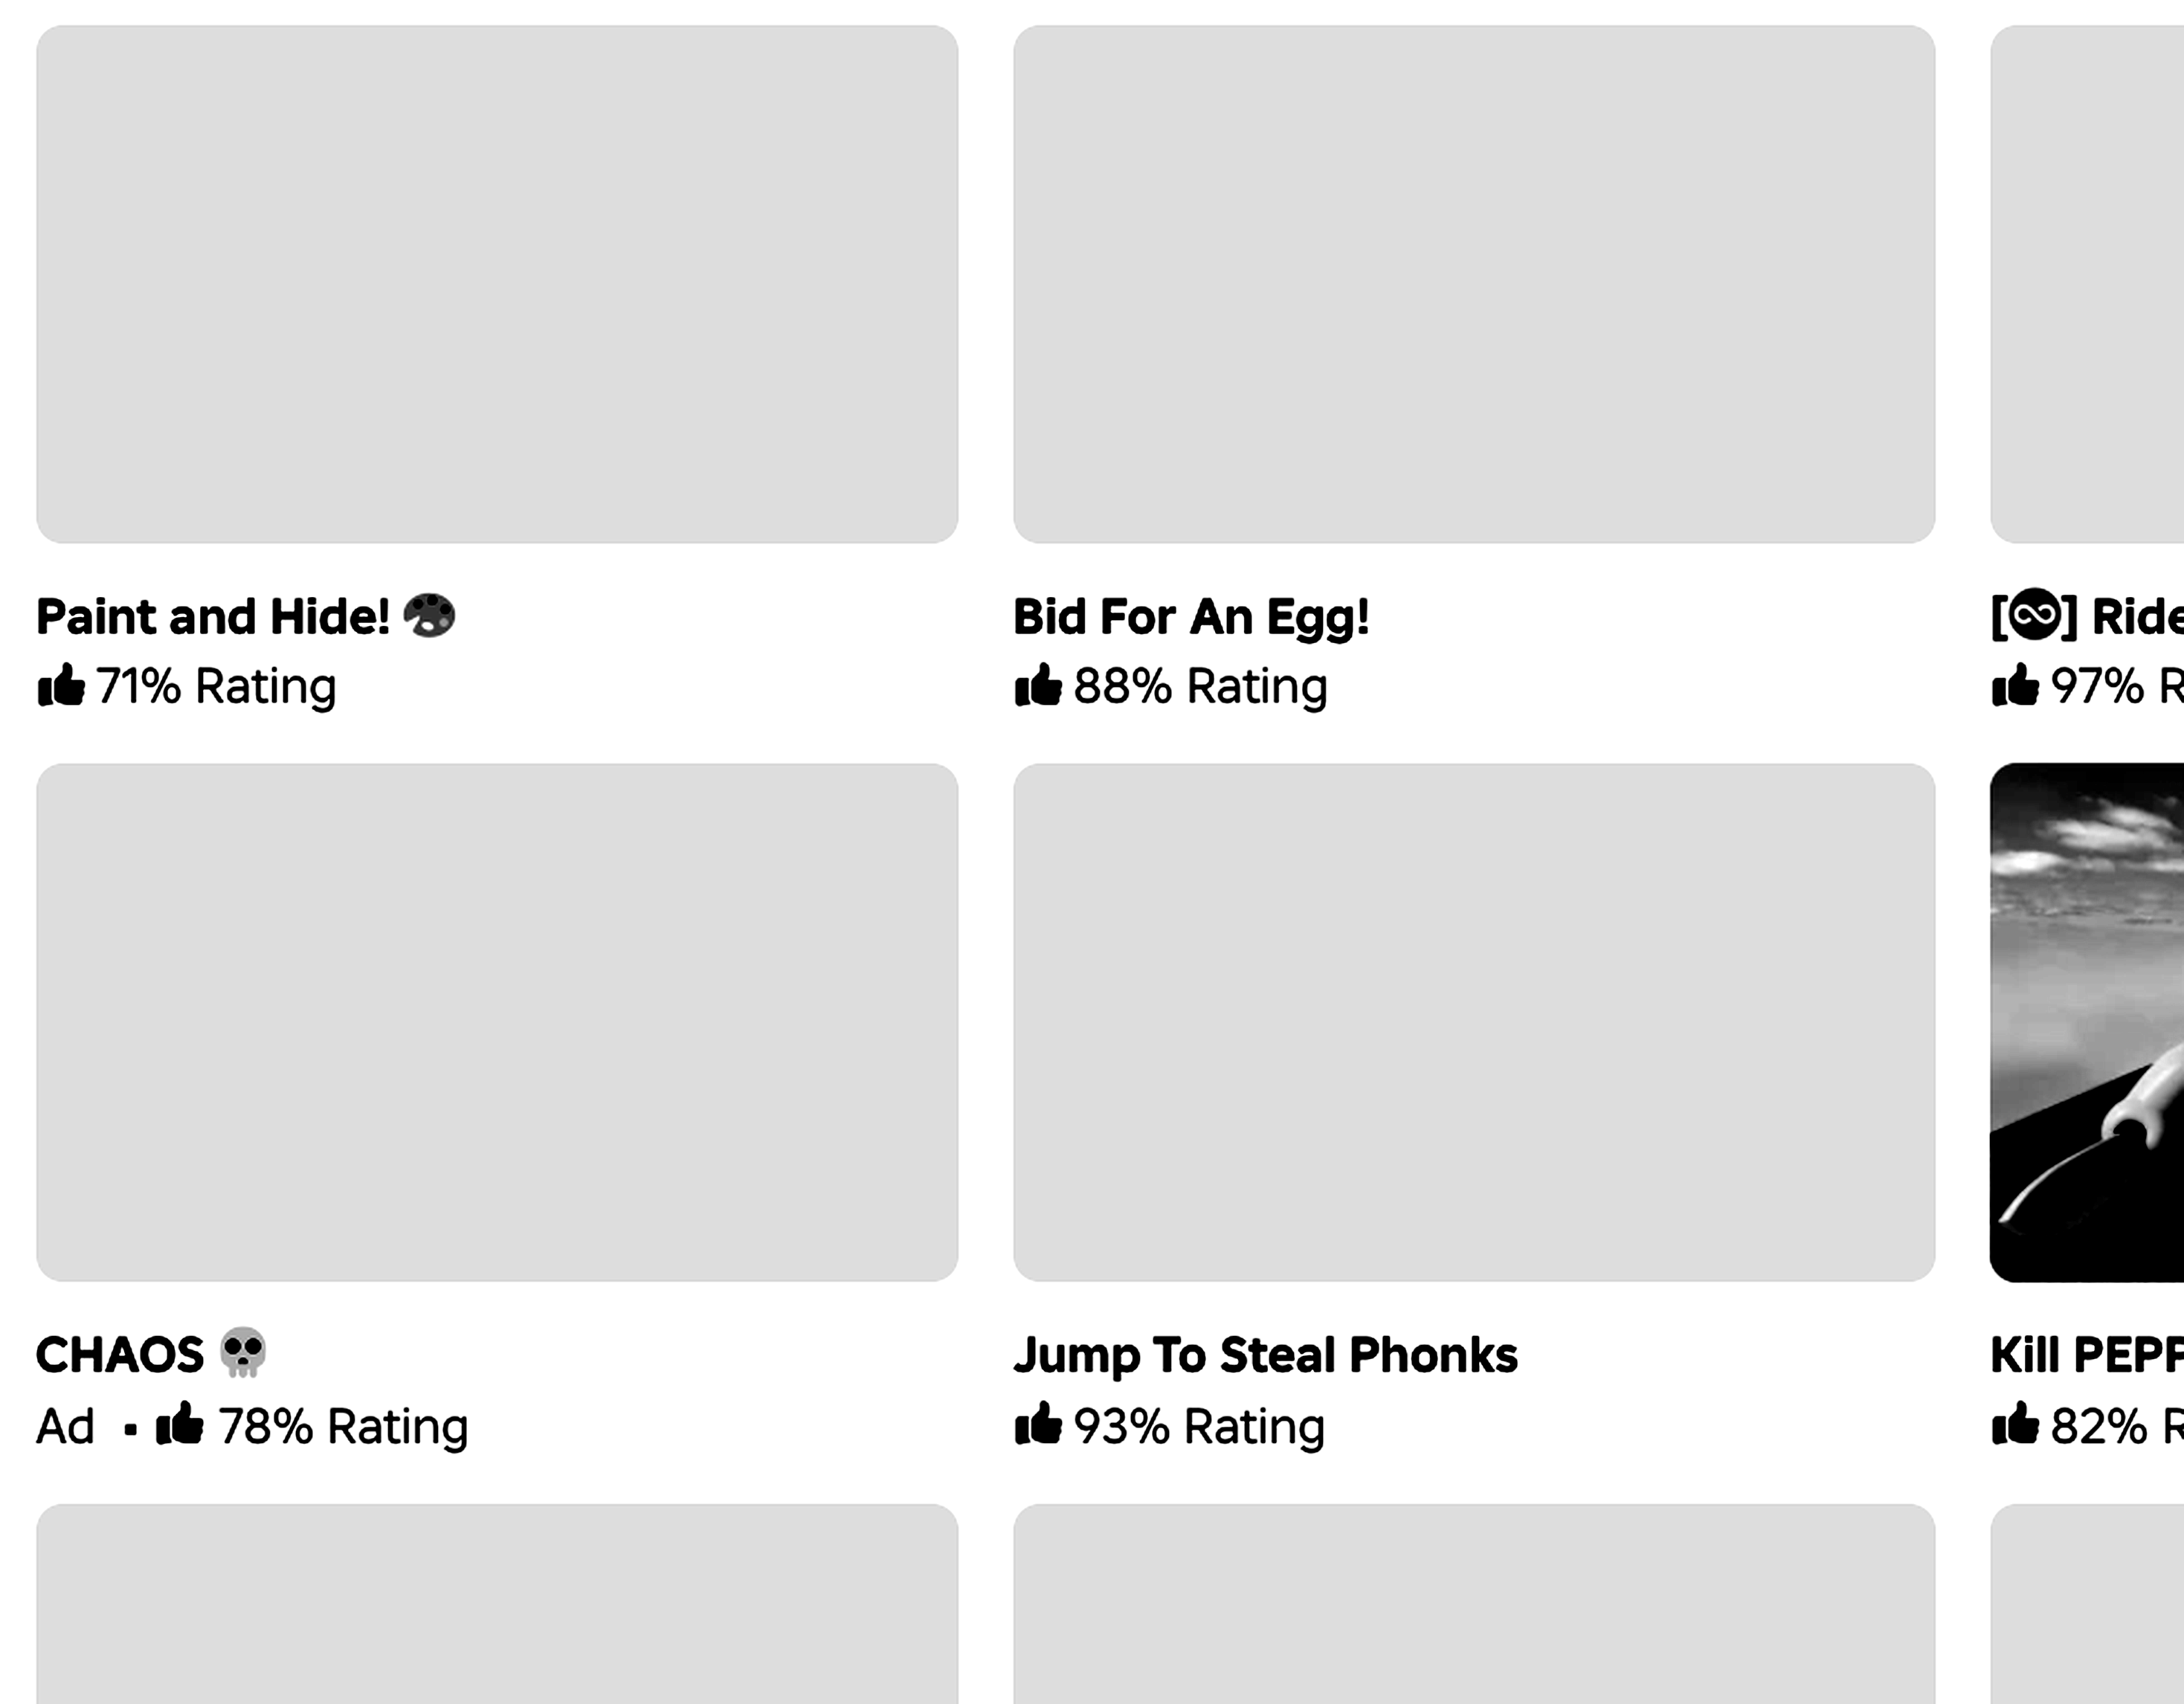 Paint and Hide! 🎨
71% Rating
Bid For An Egg!
88% Rating
[♾️] Ride
97%
CHAOS 💀
Ad · 78% Rating
Jump To Steal Phonks
93% Rating
Kill
82%